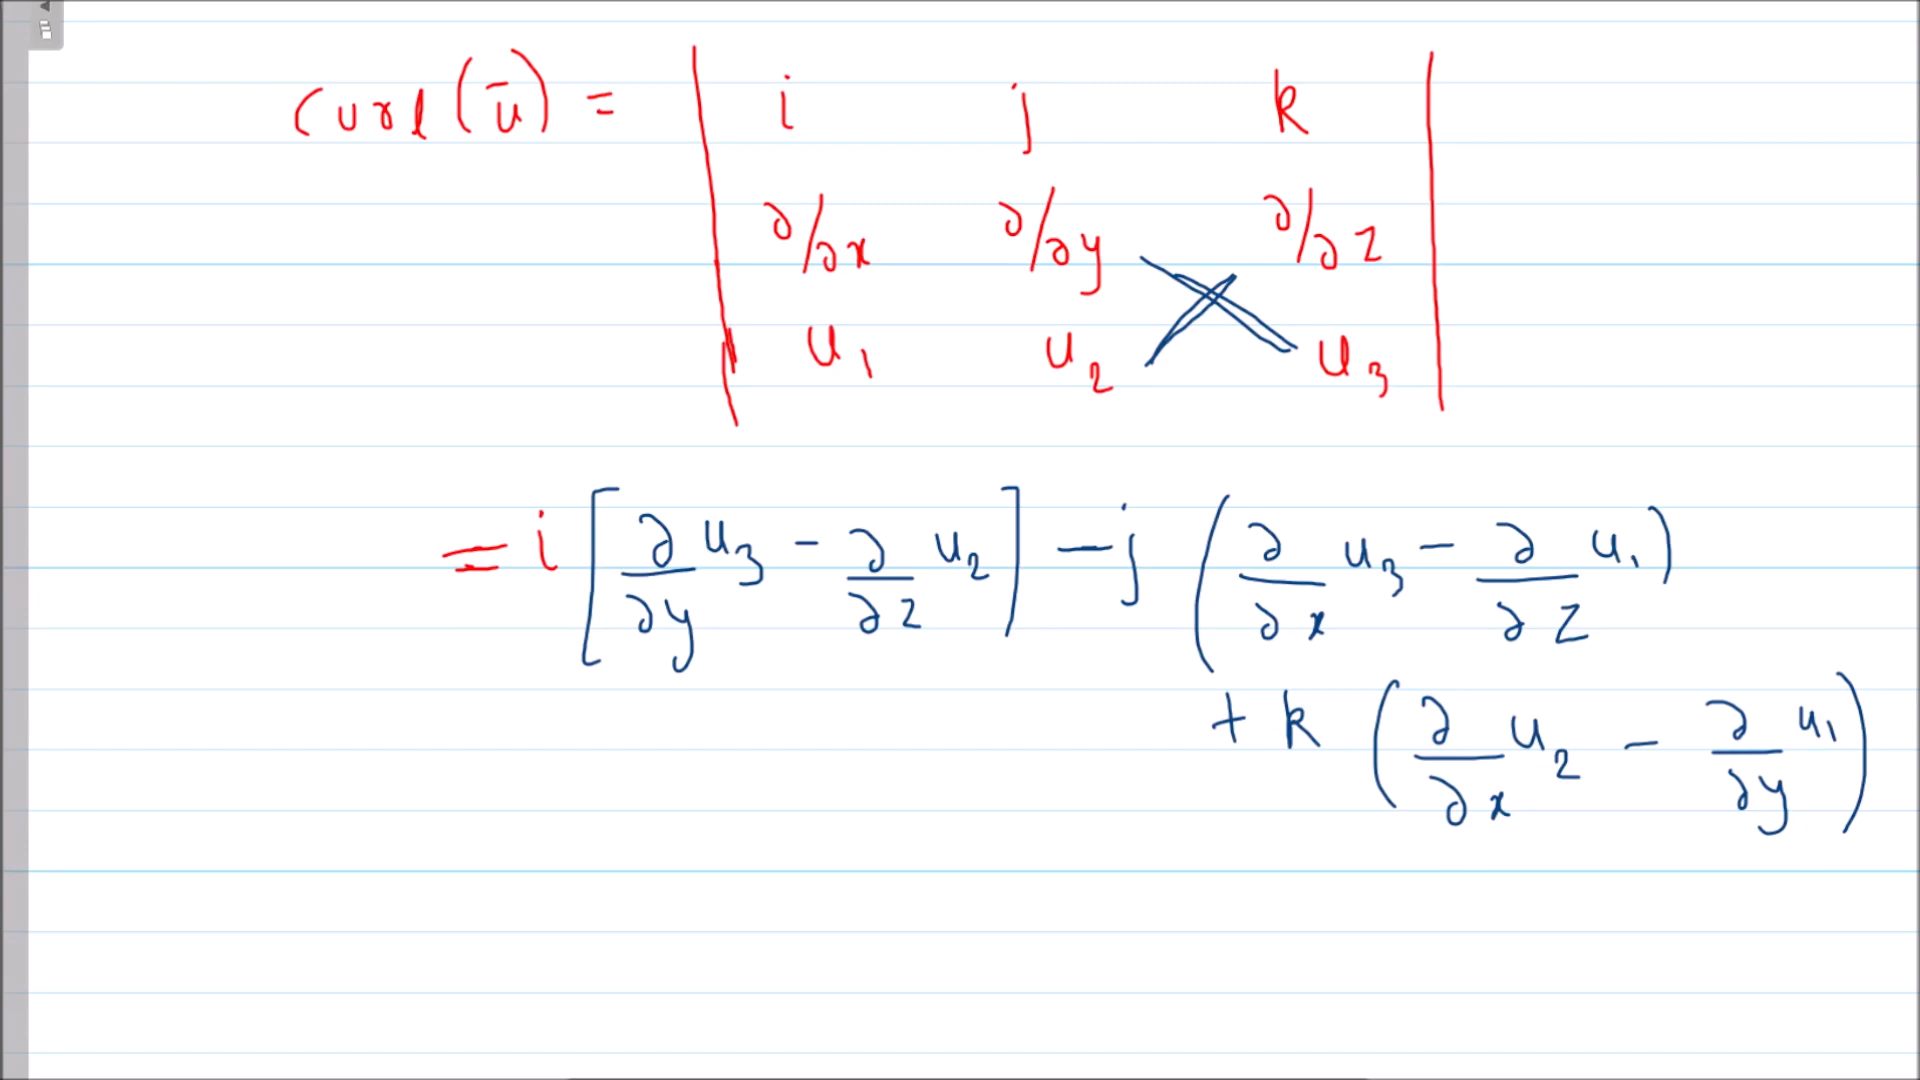 curl(ū) = | i j k |
| ∂/∂x ∂/∂y ∂/∂z |
| u₁ u₂ u₃ |
= i [ ∂/∂y u₃ − ∂/∂z u₂ ] − j ( ∂/∂x u₃ − ∂/∂z u₁ )
+ k ( ∂/∂x u₂ − ∂/∂y u₁ )